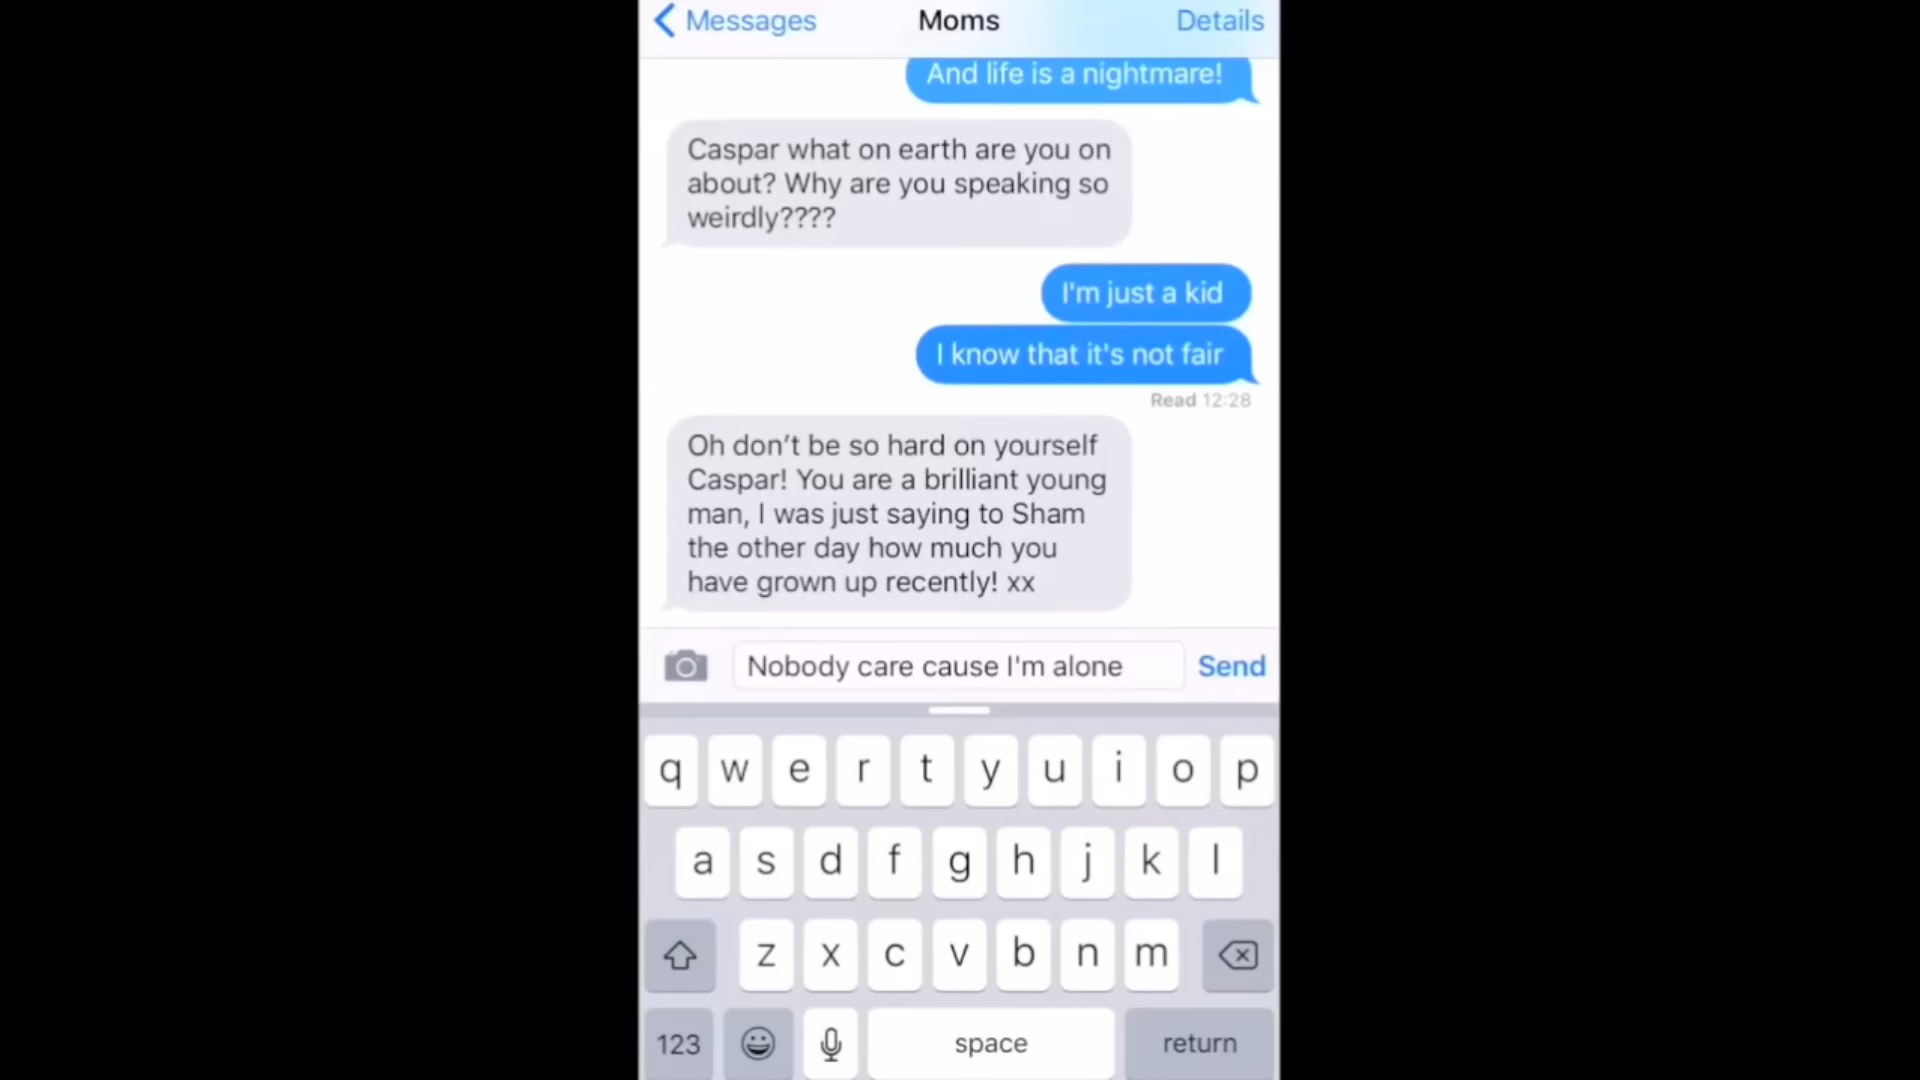 Messages Moms Details
And life is a nightmare!
Caspar what on earth are you on
about? Why are you speaking so
weirdly????
I'm just a kid
I know that it's not fair
Read 12:28
Oh don’t be so hard on yourself
Caspar! You are a brilliant young
man, I was just saying to Sham
the other day how much you
have grown up recently! xx
Nobody care cause I'm alone Send
q w e r t y u i o p
a s d f g h j k l
z x c v b n m
123 space return